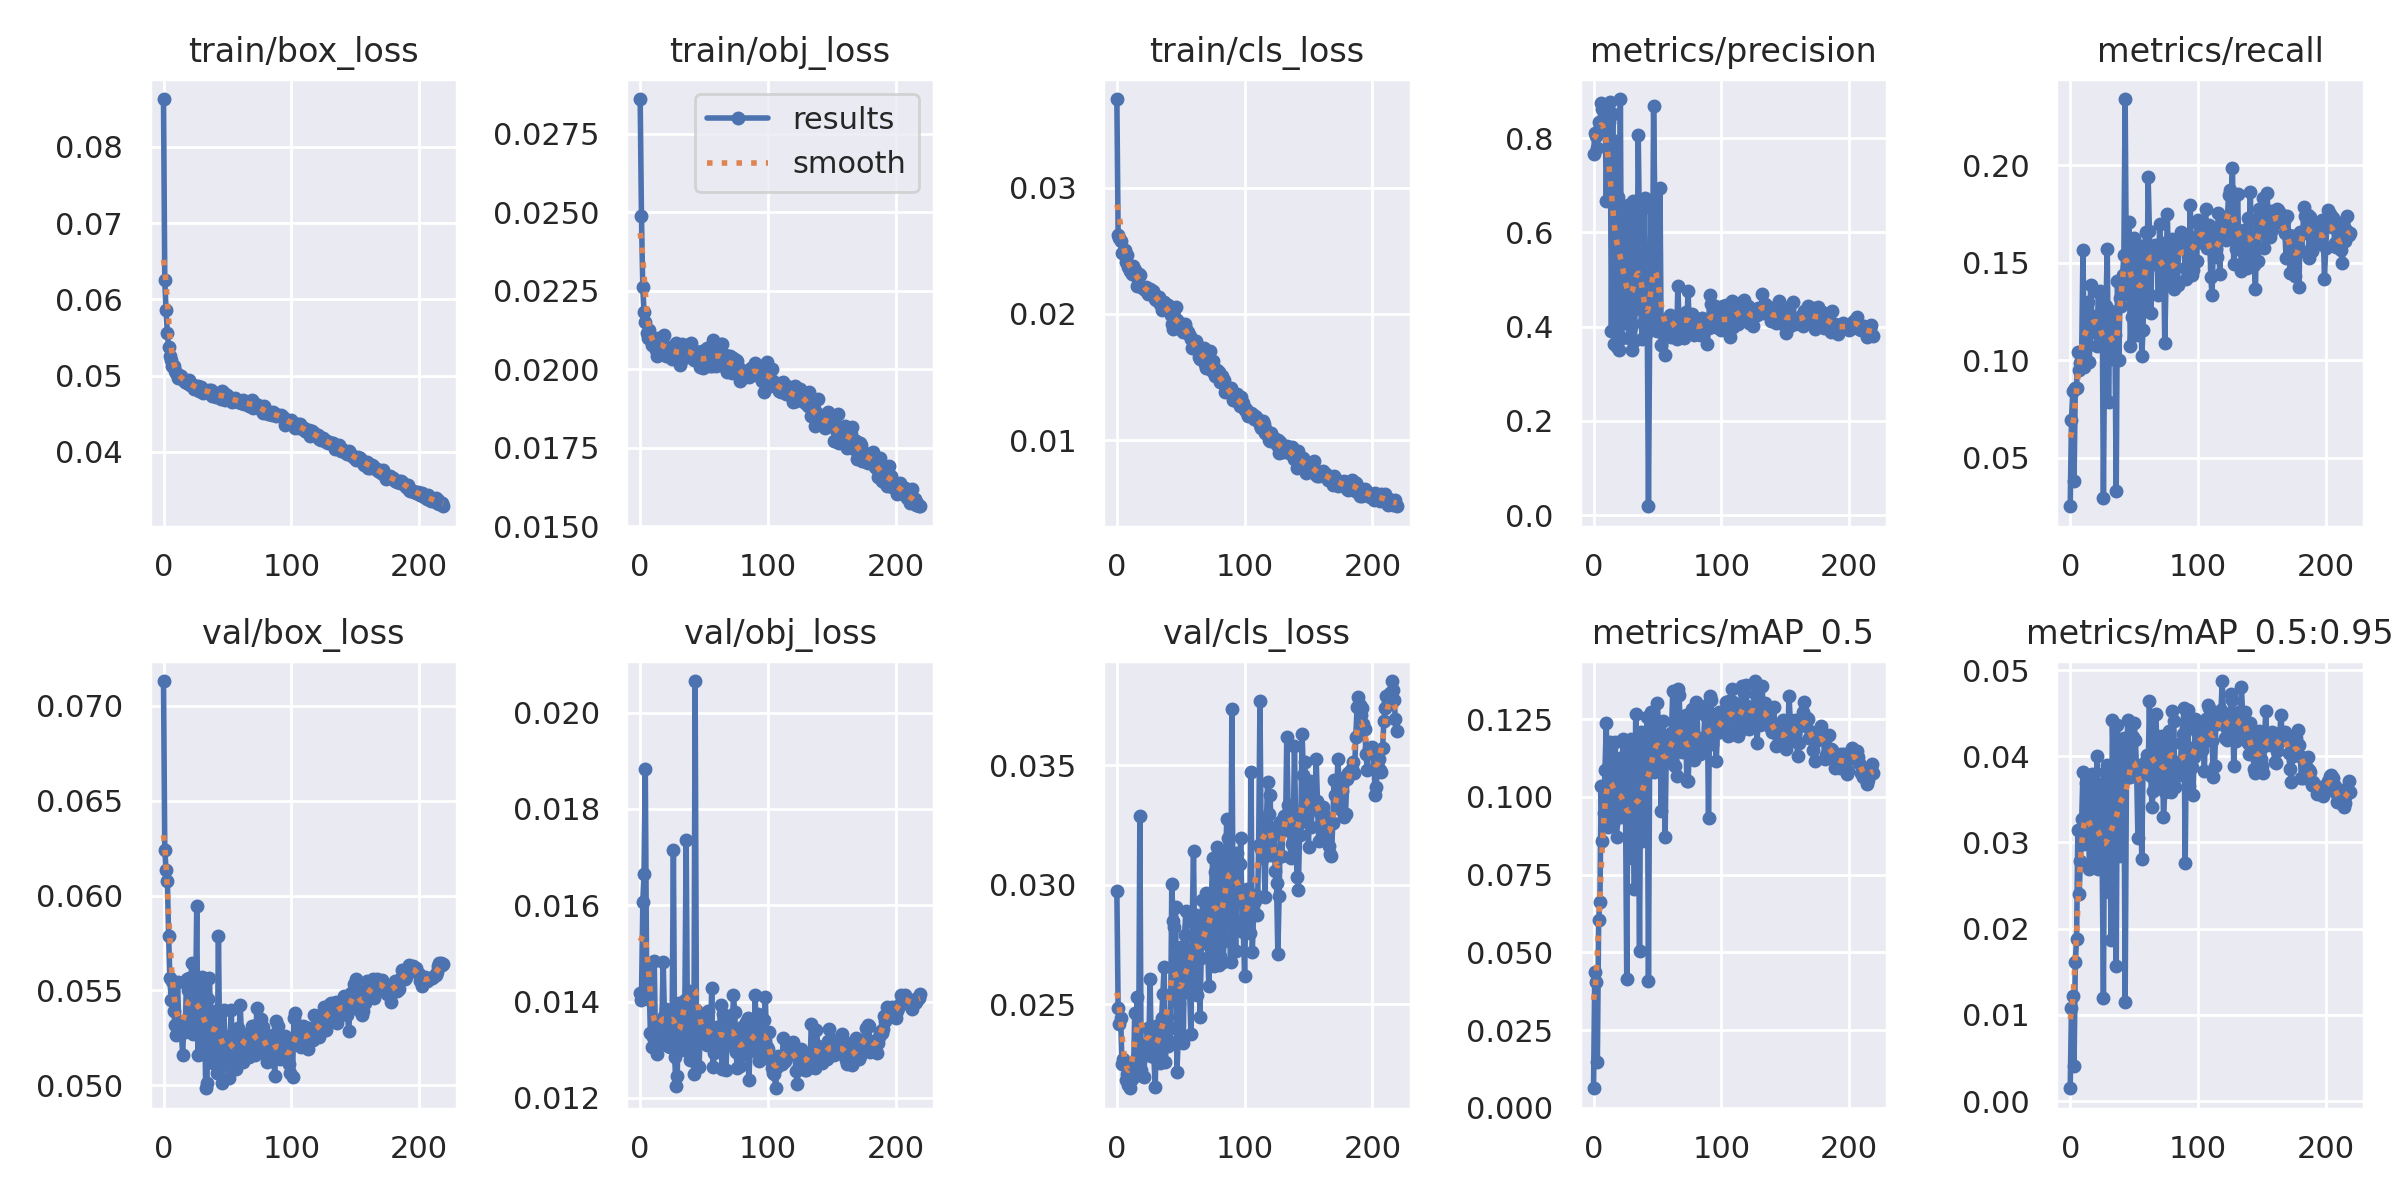 train/box_loss
0.08
0.07
0.06
0.05
0.04
0 100 200
train/obj_loss
results
smooth
0.0275
0.0250
0.0225
0.0200
0.0175
0.0150
0 100 200
train/cls_loss
0.03
0.02
0.01
0 100 200
metrics/precision
0.8
0.6
0.4
0.2
0.0
0 100 200
metrics/recall
0.20
0.15
0.10
0.05
0 100 200
val/box_loss
0.070
0.065
0.060
0.055
0.050
0 100 200
val/obj_loss
0.020
0.018
0.016
0.014
0.012
0 100 200
val/cls_loss
0.035
0.030
0.025
0 100 200
metrics/mAP_0.5
0.125
0.100
0.075
0.050
0.025
0.000
0 100 200
metrics/mAP_0.5:0.95
0.05
0.04
0.03
0.02
0.01
0.00
0 100 200